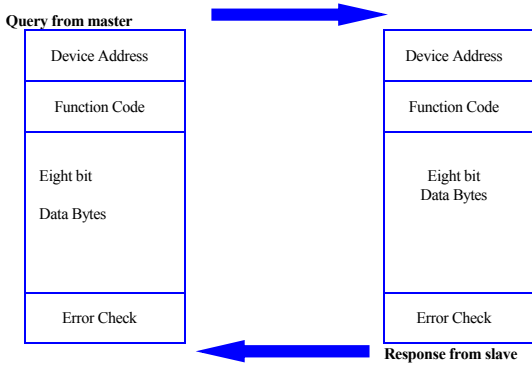 Query from master
Device Address
Function Code
Eight bit
Data Bytes
Error Check
Device Address
Function Code
Eight bit
Data Bytes
Error Check
Response from slave